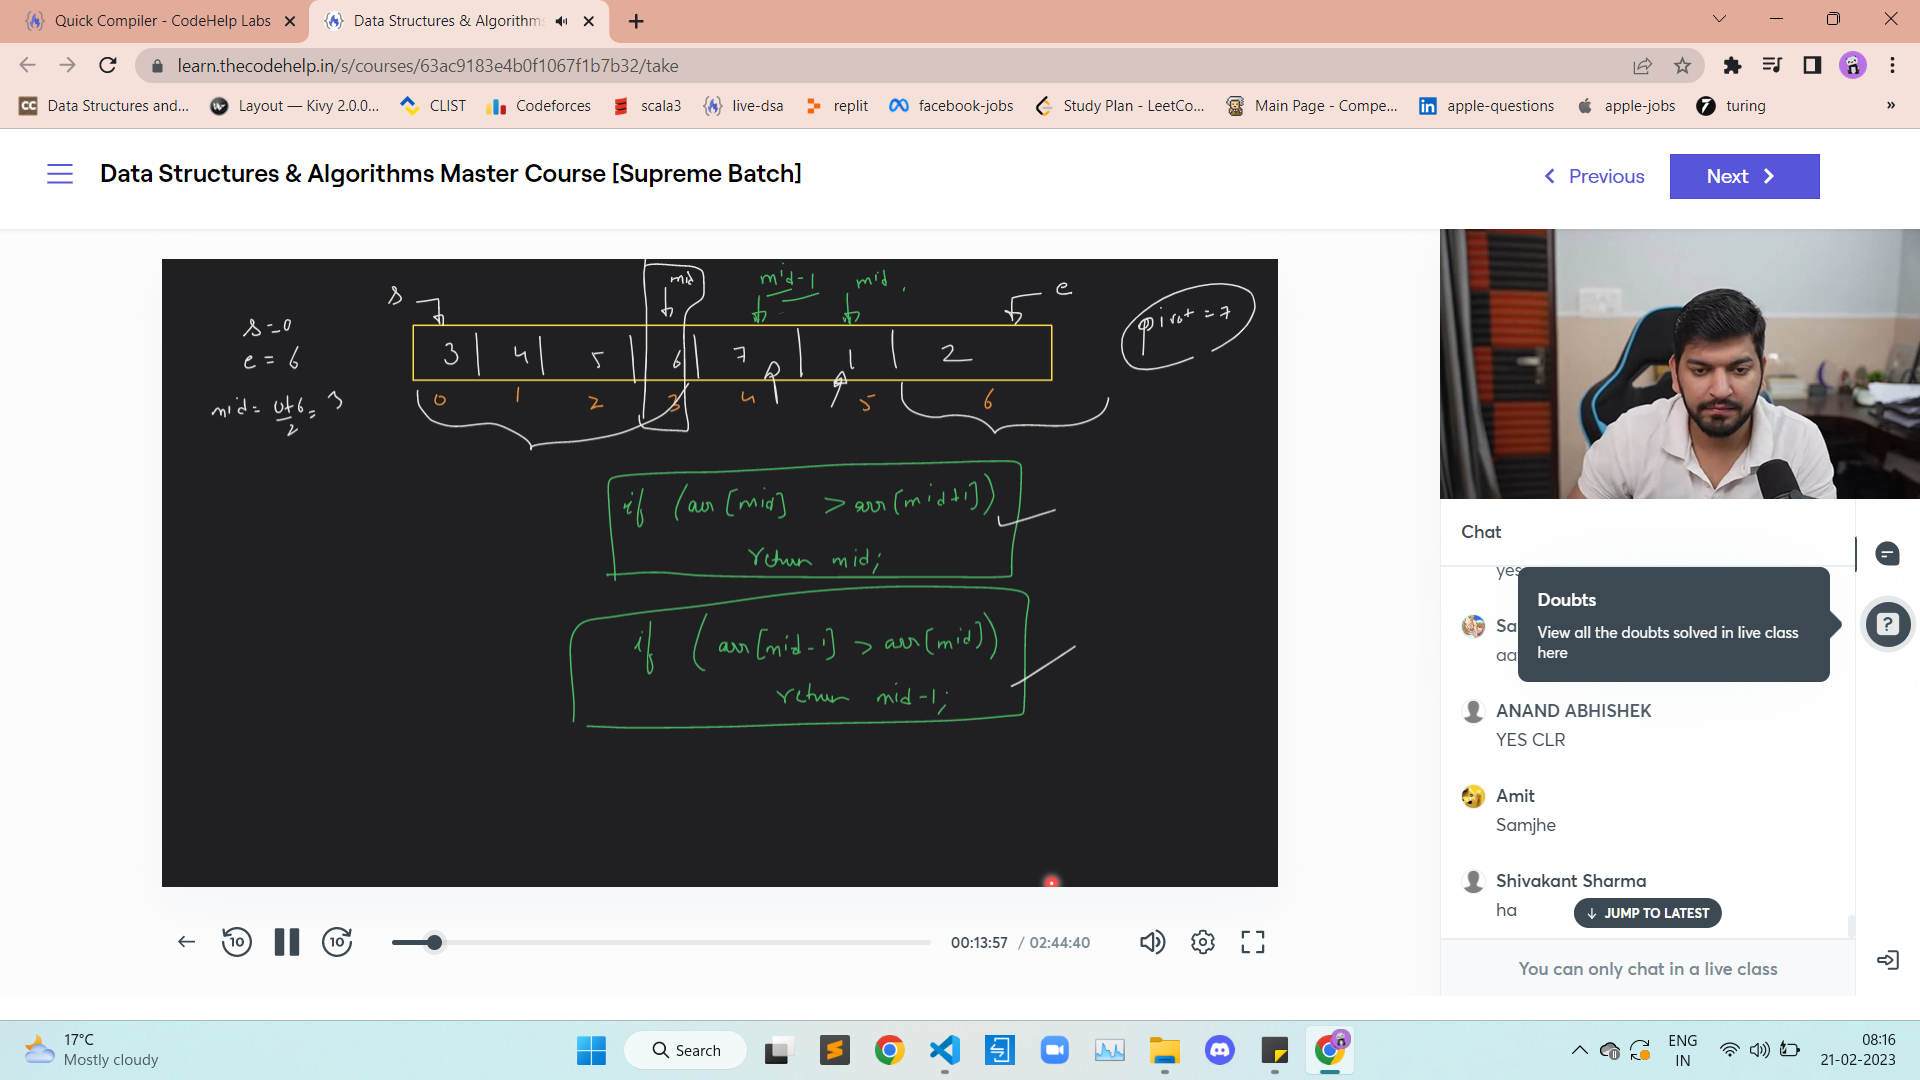 Quick Compiler - CodeHelp Labs
Data Structures & Algorithms
learn.thecodehelp.in/s/courses/63ac9183e4b0f1067f1b7b32/take
CC Data Structures and...
Layout — Kivy 2.0.0...
CLIST
Codeforces
scala3
live-dsa
replit
facebook-jobs
Study Plan - LeetCo...
Main Page - Compe...
in apple-questions
apple-jobs
turing
»
Data Structures & Algorithms Master Course [Supreme Batch]
Previous
Next
s
mid
mid-1
mid
e
pivot = 7
s=0
e = 6
mid = 0+6/2 = 3
3 4 5 6 7 1 2
0 1 2 3 4 5 6
if (arr[mid] > arr[mid+1])
return mid;
if (arr[mid-1] > arr[mid])
return mid-1;
10
10
00:13:57 / 02:44:40
Chat
yes
Doubts
View all the doubts solved in live class
here
Sa
aa
ANAND ABHISHEK
YES CLR
Amit
Samjhe
Shivakant Sharma
ha
JUMP TO LATEST
You can only chat in a live class
17°C
Mostly cloudy
Search
ENG
IN
08:16
21-02-2023